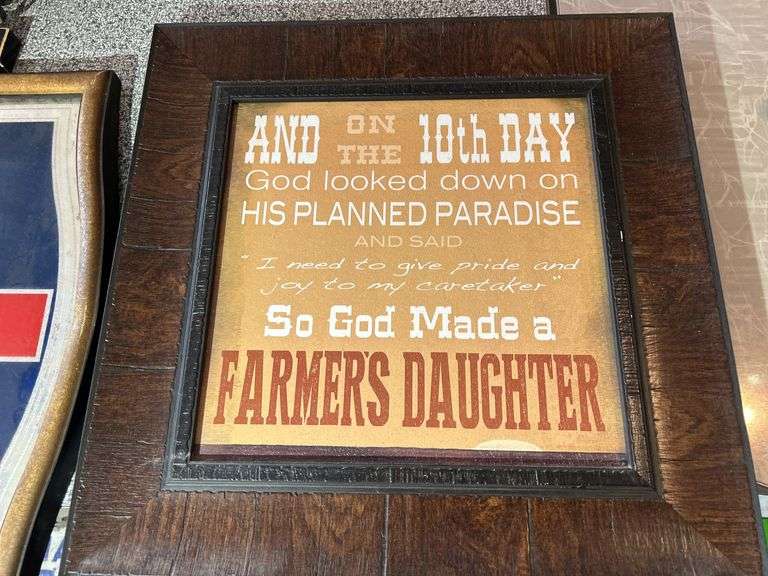 AND ON THE 10th DAY
God looked down on
HIS PLANNED PARADISE
AND SAID
"I need to give pride and
joy to my caretaker"
So God Made a
FARMER'S DAUGHTER